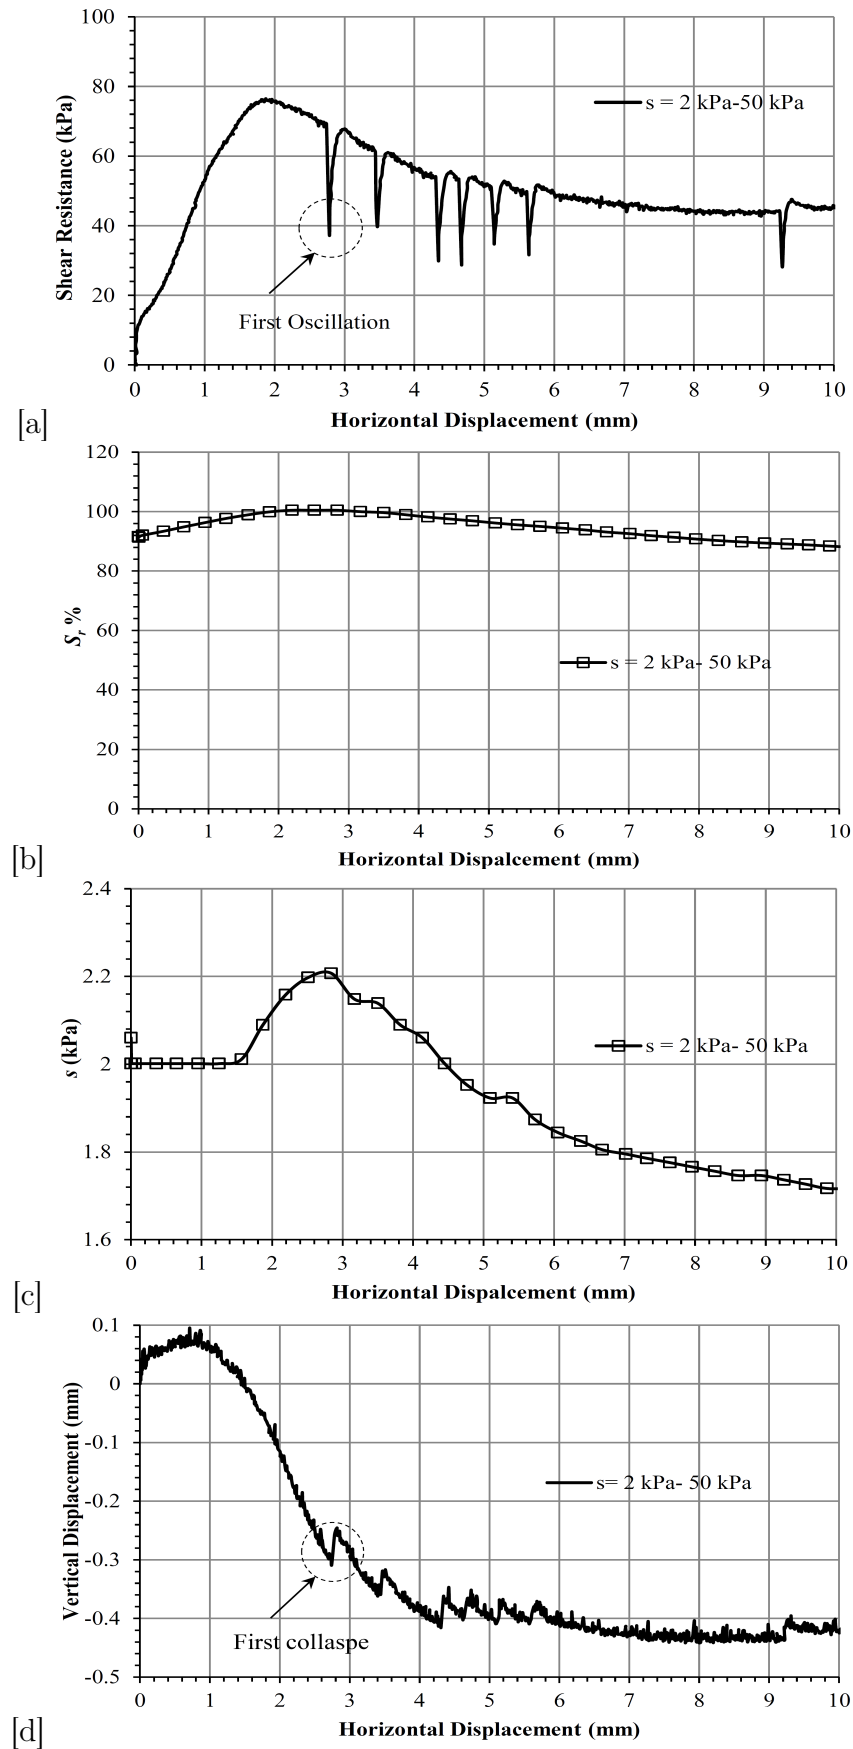 100
80
60
40
20
0
Shear Resistance (kPa)
s = 2 kPa-50 kPa
First Oscillation
0 1 2 3 4 5 6 7 8 9 10
Horizontal Displacement (mm)
[a]
120
100
80
60
40
20
0
Sr %
s = 2 kPa- 50 kPa
0 1 2 3 4 5 6 7 8 9 10
Horizontal Dispalcement (mm)
[b]
2.4
2.2
2
1.8
1.6
s (kPa)
s = 2 kPa- 50 kPa
0 1 2 3 4 5 6 7 8 9 10
Horizontal Dispalcement (mm)
[c]
0.1
0
-0.1
-0.2
-0.3
-0.4
-0.5
Vertical Displacement (mm)
s= 2 kPa- 50 kPa
First collaspe
0 1 2 3 4 5 6 7 8 9 10
Horizontal Displacement (mm)
[d]